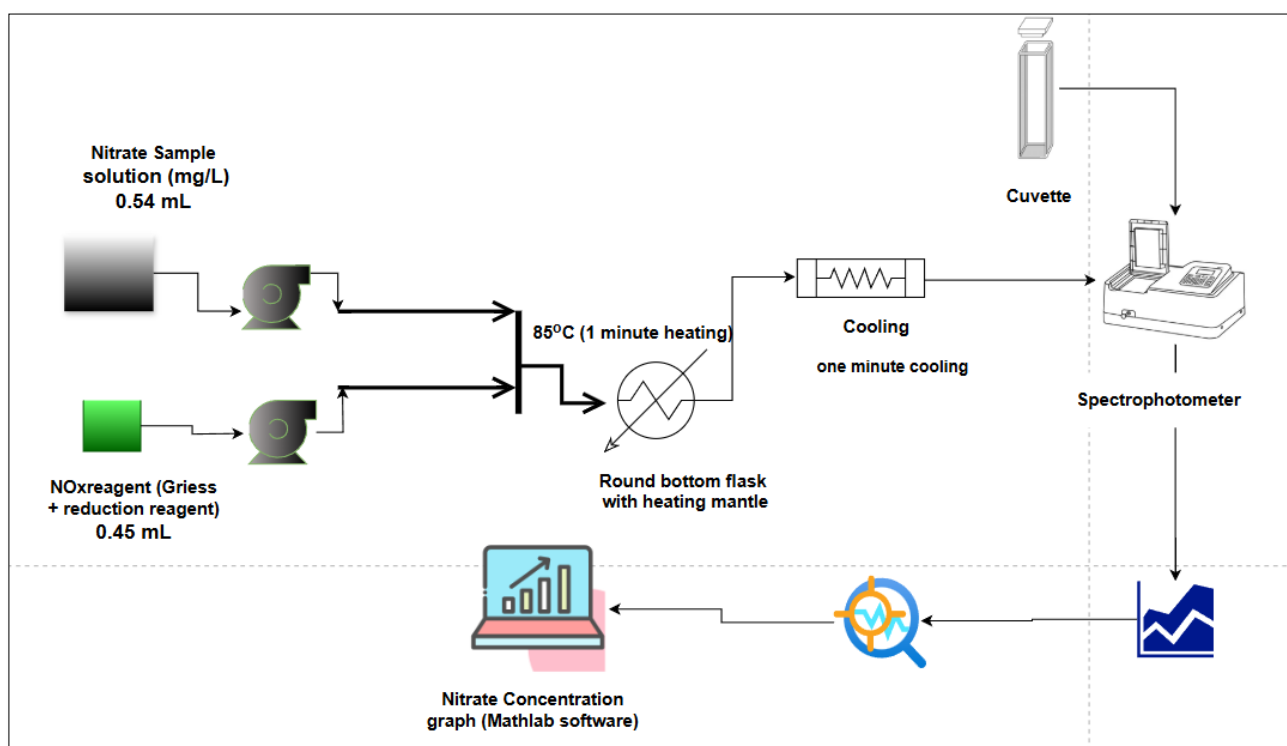 Nitrate Sample
solution (mg/L)
0.54 mL
Cuvette
85°C (1 minute heating)
Cooling
one minute cooling
Spectrophotometer
NOxreagent (Griess
+ reduction reagent)
0.45 mL
Round bottom flask
with heating mantle
Nitrate Concentration
graph (Mathlab software)